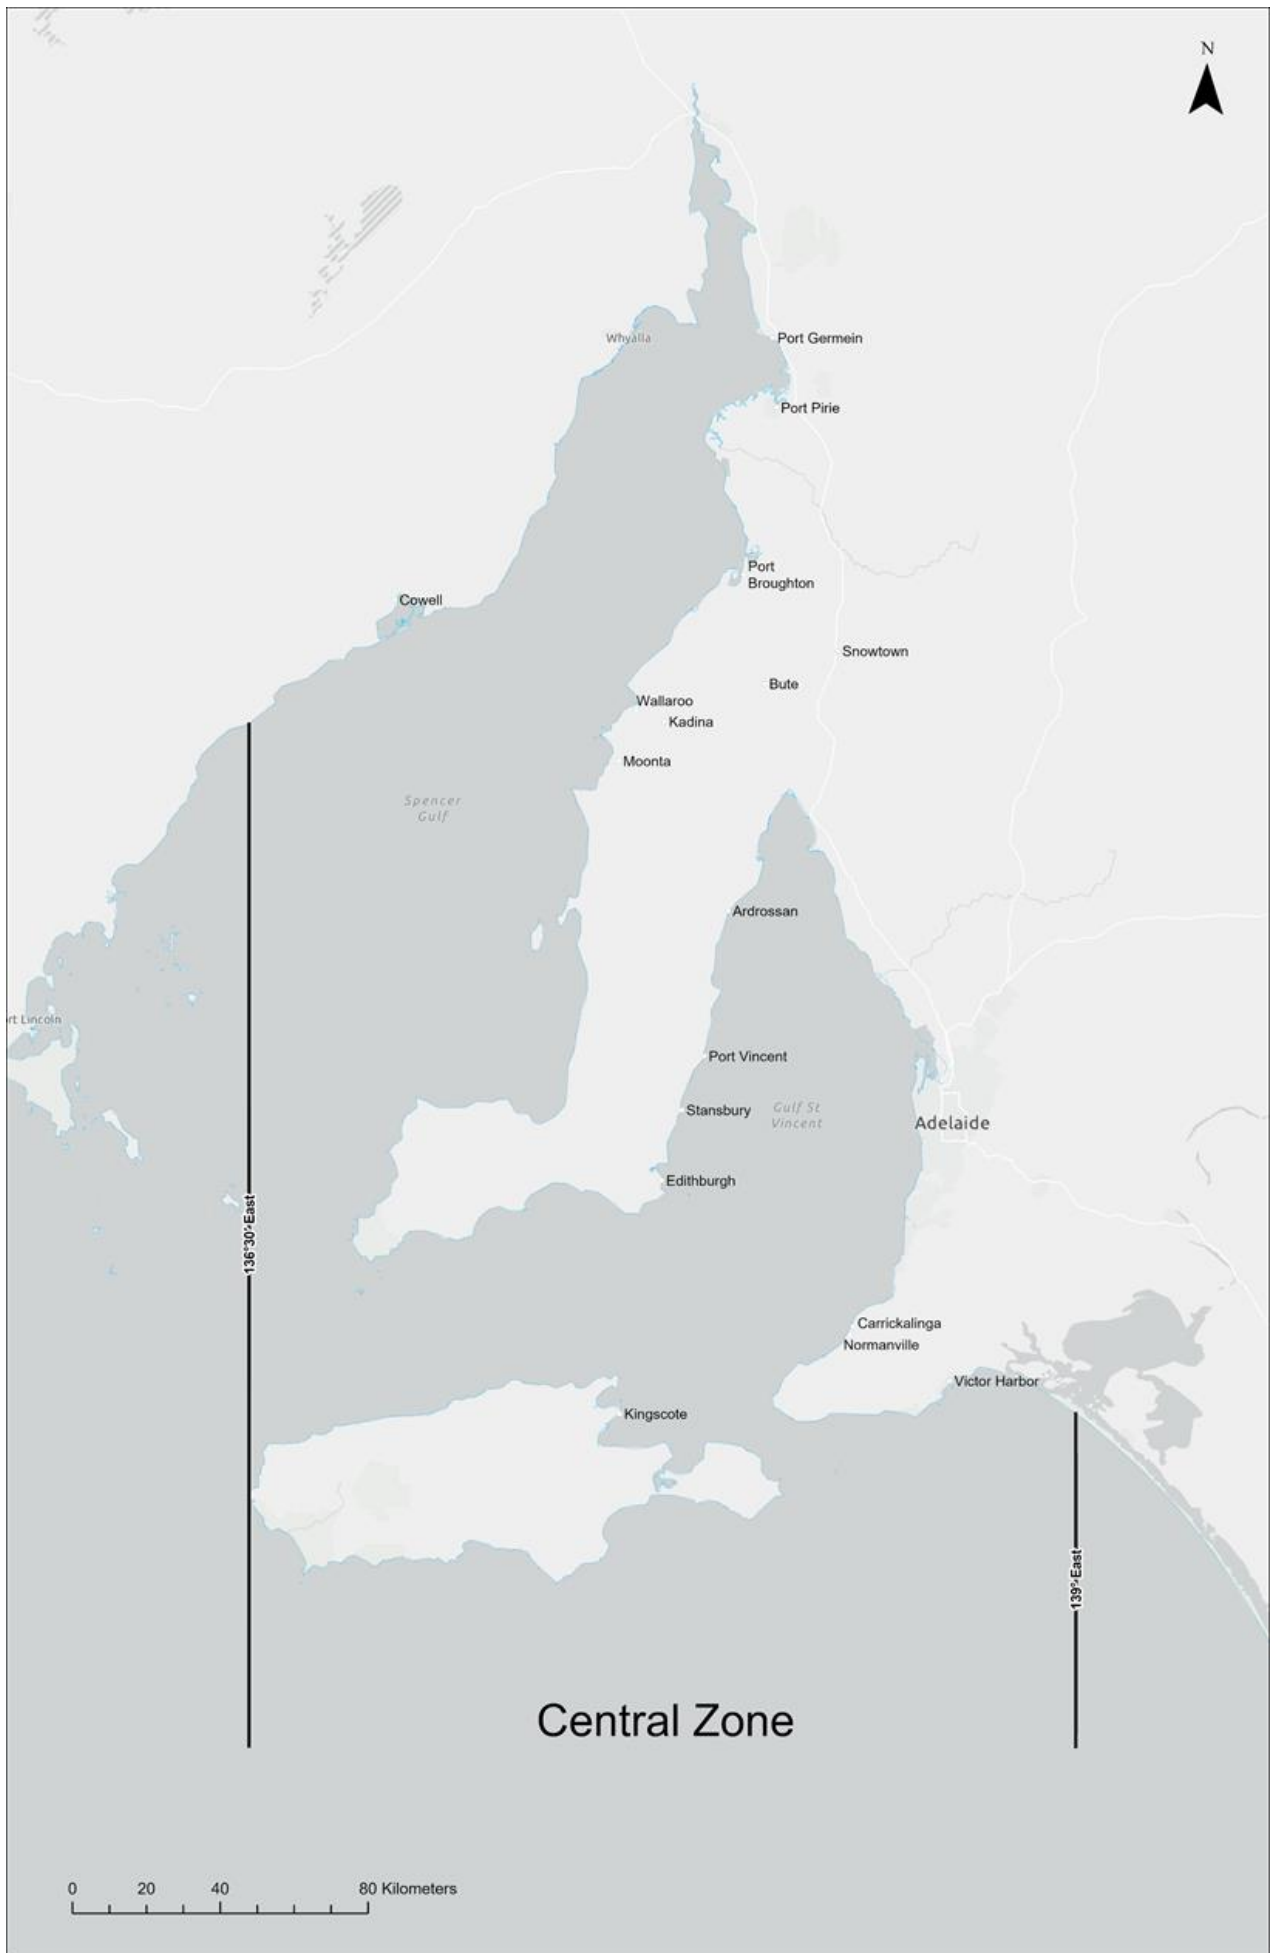 N
Whyalla
Port Germein
Port Pirie
Port
Broughton
Cowell
Snowtown
Bute
Wallaroo
Kadina
Moonta
Spencer
Gulf
Ardrossan
rt Lincoln
Port Vincent
Stansbury
Gulf St
Vincent
Adelaide
Edithburgh
136°30'East
Carrickalinga
Normanville
Victor Harbor
Kingscote
139°East
Central Zone
0 20 40 80 Kilometers